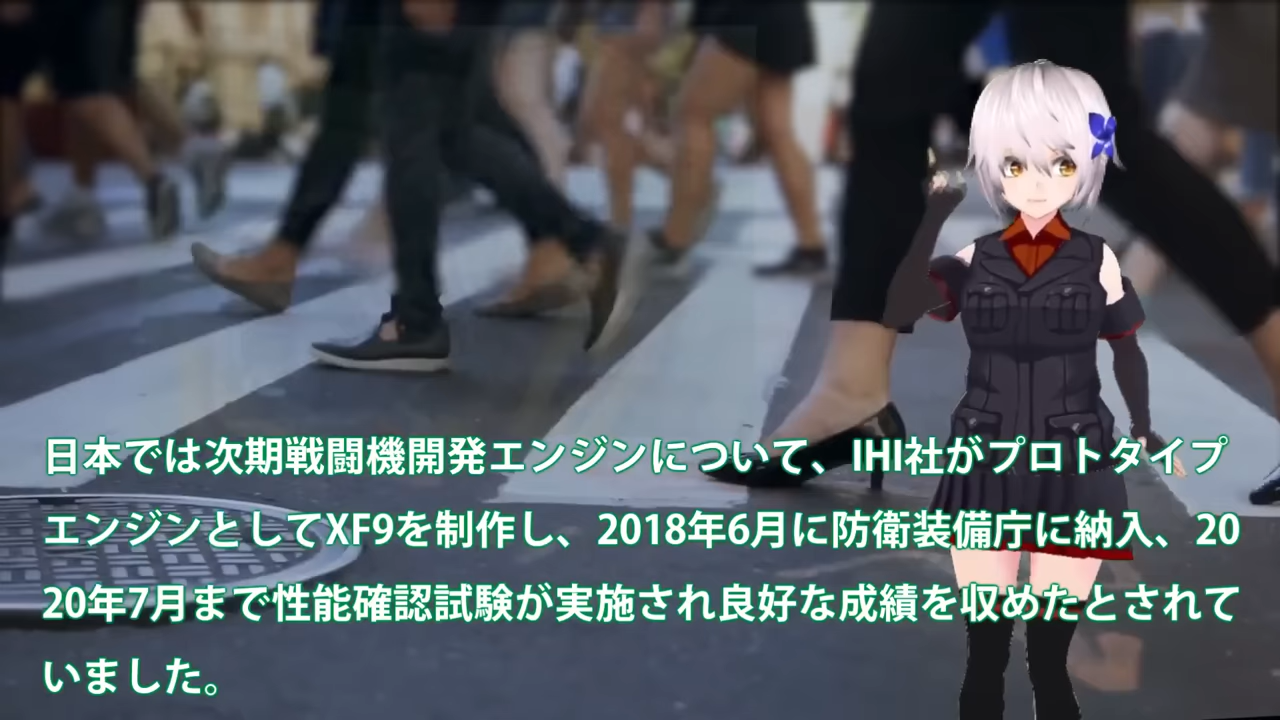 日本では次期戦闘機開発エンジンについて、IHI社がプロトタイプ
エンジンとしてXF9を制作し、2018年6月に防衛装備庁に納入、20
20年7月まで性能確認試験が実施され良好な成績を収めたとされて
いました。